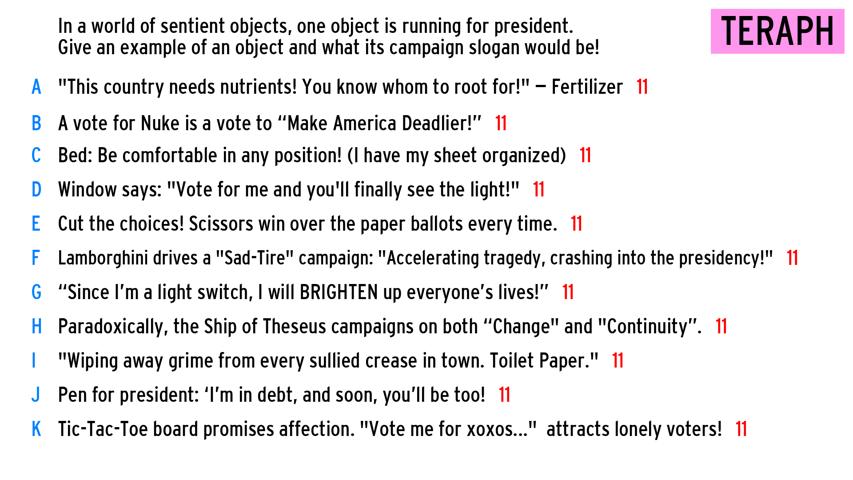 In a world of sentient objects, one object is running for president.
Give an example of an object and what its campaign slogan would be!
TERAPH
A "This country needs nutrients! You know whom to root for!" – Fertilizer 11
B A vote for Nuke is a vote to “Make America Deadlier!” 11
C Bed: Be comfortable in any position! (I have my sheet organized) 11
D Window says: "Vote for me and you'll finally see the light!" 11
E Cut the choices! Scissors win over the paper ballots every time. 11
F Lamborghini drives a "Sad-Tire" campaign: "Accelerating tragedy, crashing into the presidency!" 11
G “Since I’m a light switch, I will BRIGHTEN up everyone’s lives!” 11
H Paradoxically, the Ship of Theseus campaigns on both “Change" and "Continuity”. 11
I "Wiping away grime from every sullied crease in town. Toilet Paper." 11
J Pen for president: ‘I’m in debt, and soon, you’ll be too! 11
K Tic-Tac-Toe board promises affection. "Vote me for xoxos..." attracts lonely voters! 11